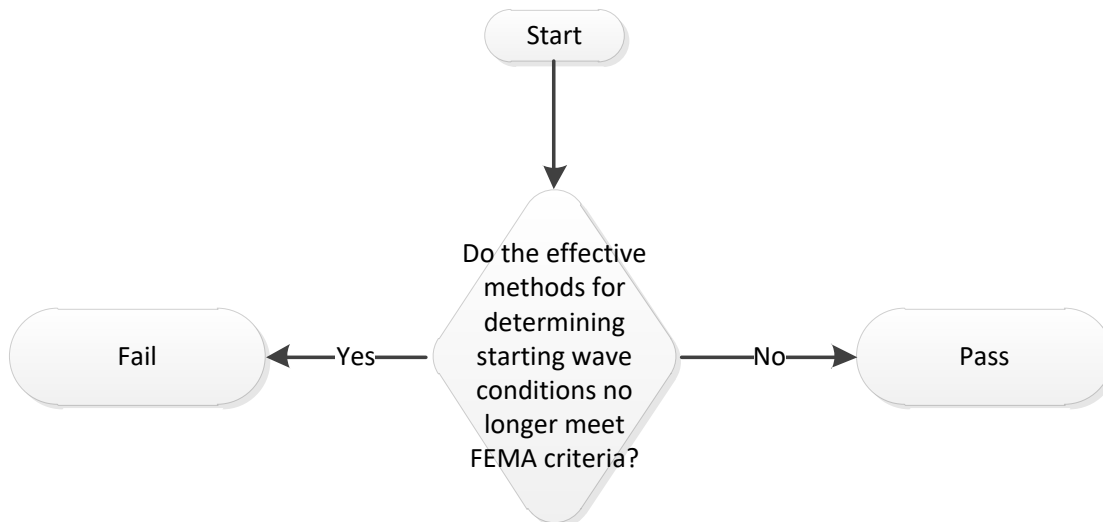 Start
Do the effective
methods for
determining
starting wave
conditions no
longer meet
FEMA criteria?
Fail
Yes
No
Pass